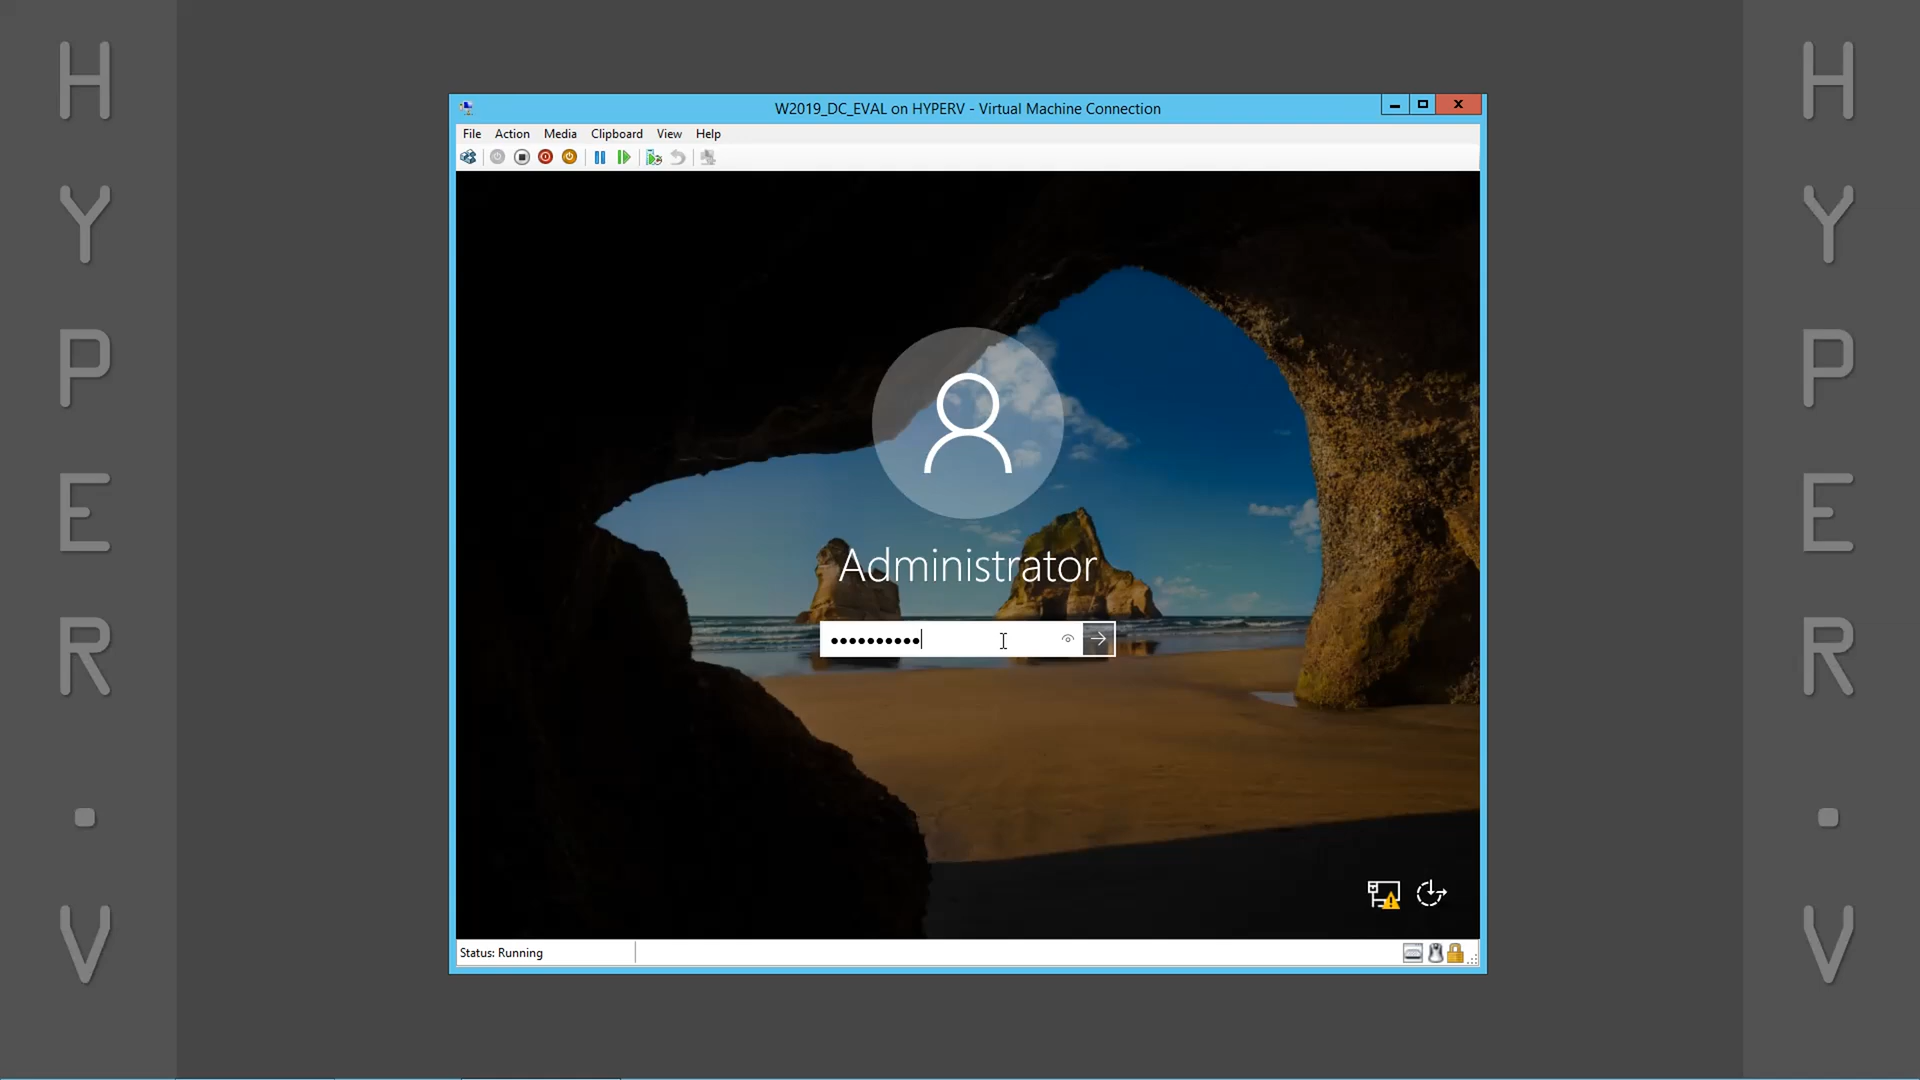 H Y P E R · V
W2019_DC_EVAL on HYPERV - Virtual Machine Connection
File Action Media Clipboard View Help
Administrator
Status: Running
H Y P E R · V